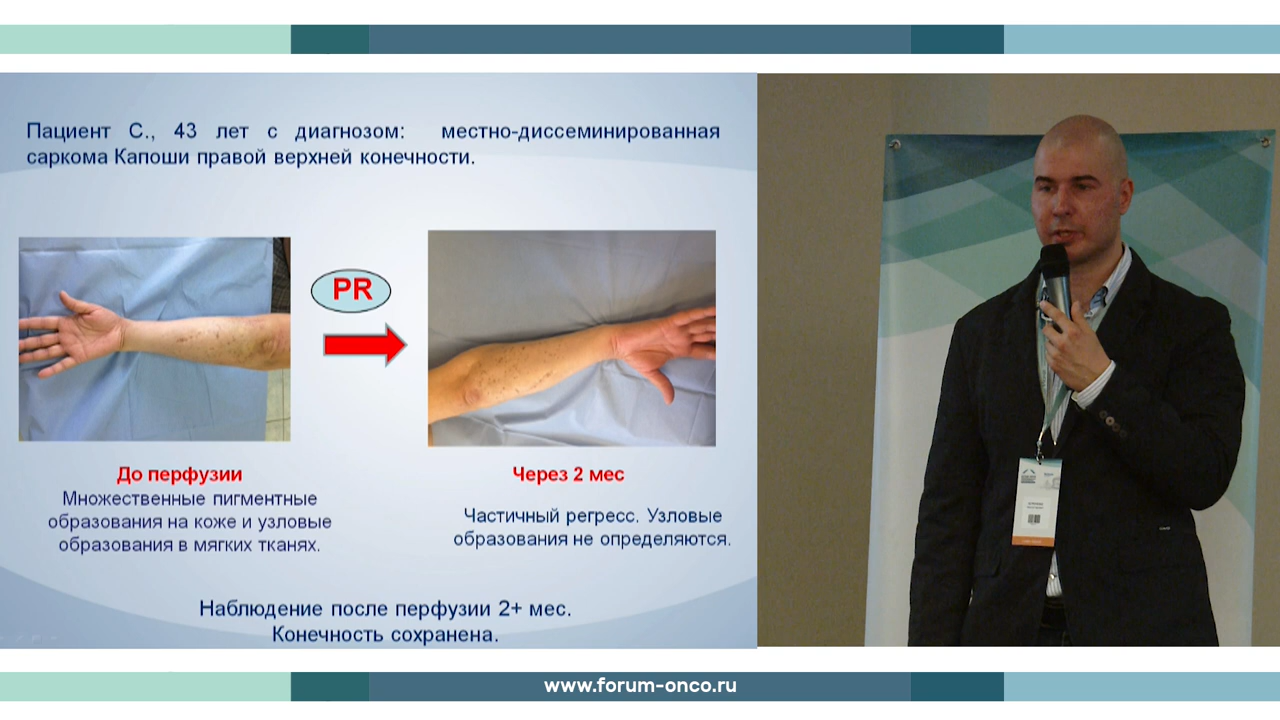 Пациент С., 43 лет с диагнозом: местно-диссеминированная
саркома Капоши правой верхней конечности.
PR
До перфузии
Множественные пигментные
образования на коже и узловые
образования в мягких тканях.
Через 2 мес
Частичный регресс. Узловые
образования не определяются.
Наблюдение после перфузии 2+ мес.
Конечность сохранена.
www.forum-onco.ru